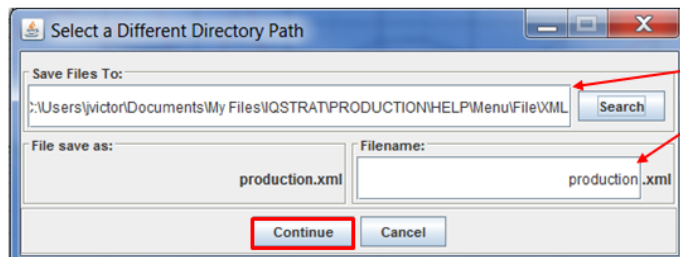 Select a Different Directory Path
Save Files To:
:\Users\jvictor\Documents\My Files\IQSTRAT\PRODUCTION\HELP\Menu\File\XML
Search
File save as:
Filename:
production.xml
production .xml
Continue
Cancel